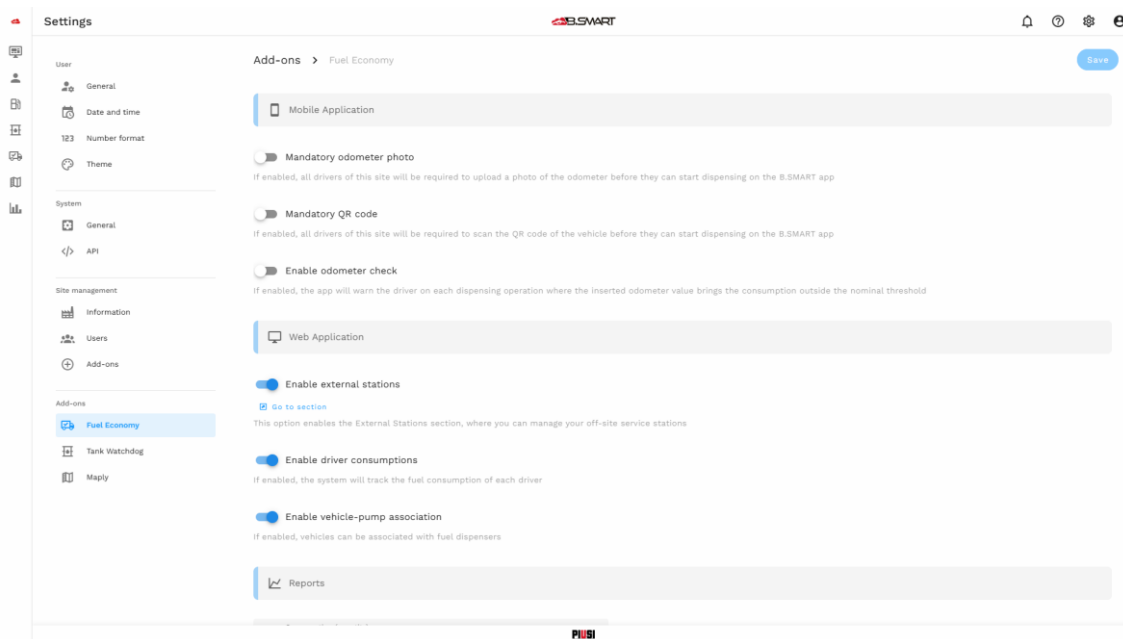 Settings
B.SMART
User
General
Date and time
123 Number format
Theme
System
General
</> API
Site management
Information
Users
Add-ons
Add-ons
Fuel Economy
Tank Watchdog
Maply
Add-ons > Fuel Economy
Save
Mobile Application
Mandatory odometer photo
If enabled, all drivers of this site will be required to upload a photo of the odometer before they can start dispensing on the B.SMART app
Mandatory QR code
If enabled, all drivers of this site will be required to scan the QR code of the vehicle before they can start dispensing on the B.SMART app
Enable odometer check
If enabled, the app will warn the driver on each dispensing operation where the inserted odometer value brings the consumption outside the nominal threshold
Web Application
Enable external stations
Go to section
This option enables the External Stations section, where you can manage your off-site service stations
Enable driver consumptions
If enabled, the system will track the fuel consumption of each driver
Enable vehicle-pump association
If enabled, vehicles can be associated with fuel dispensers
Reports
PIUSI